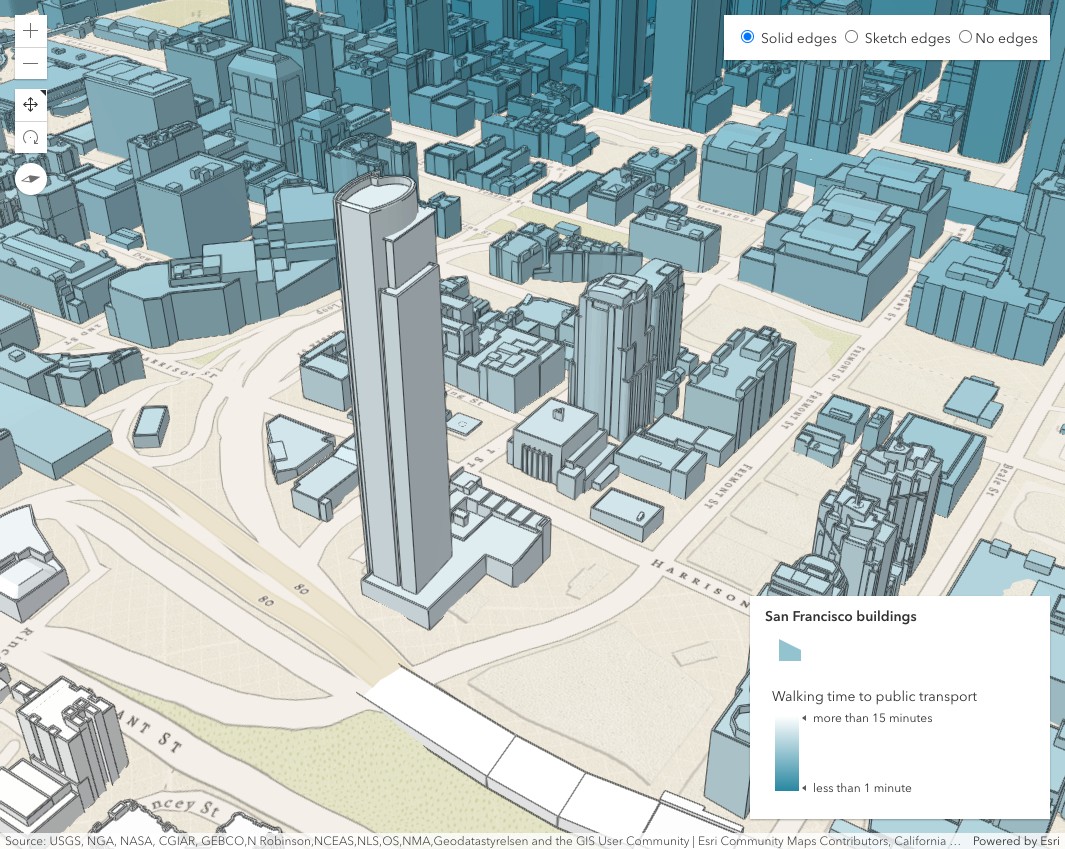 Solid edges Sketch edges No edges
HOWARD ST
FREMONT ST
FREMONT ST
FREMONT ST
Beale St
HARRISON
80
80
ANT ST
ncey St
San Francisco buildings
Walking time to public transport
more than 15 minutes
less than 1 minute
Source: USGS, NGA, NASA, CGIAR, GEBCO,N Robinson,NCEAS,NLS,OS,NMA,Geodatastyrelsen and the GIS User Community | Esri Community Maps Contributors, California … Powered by Esri